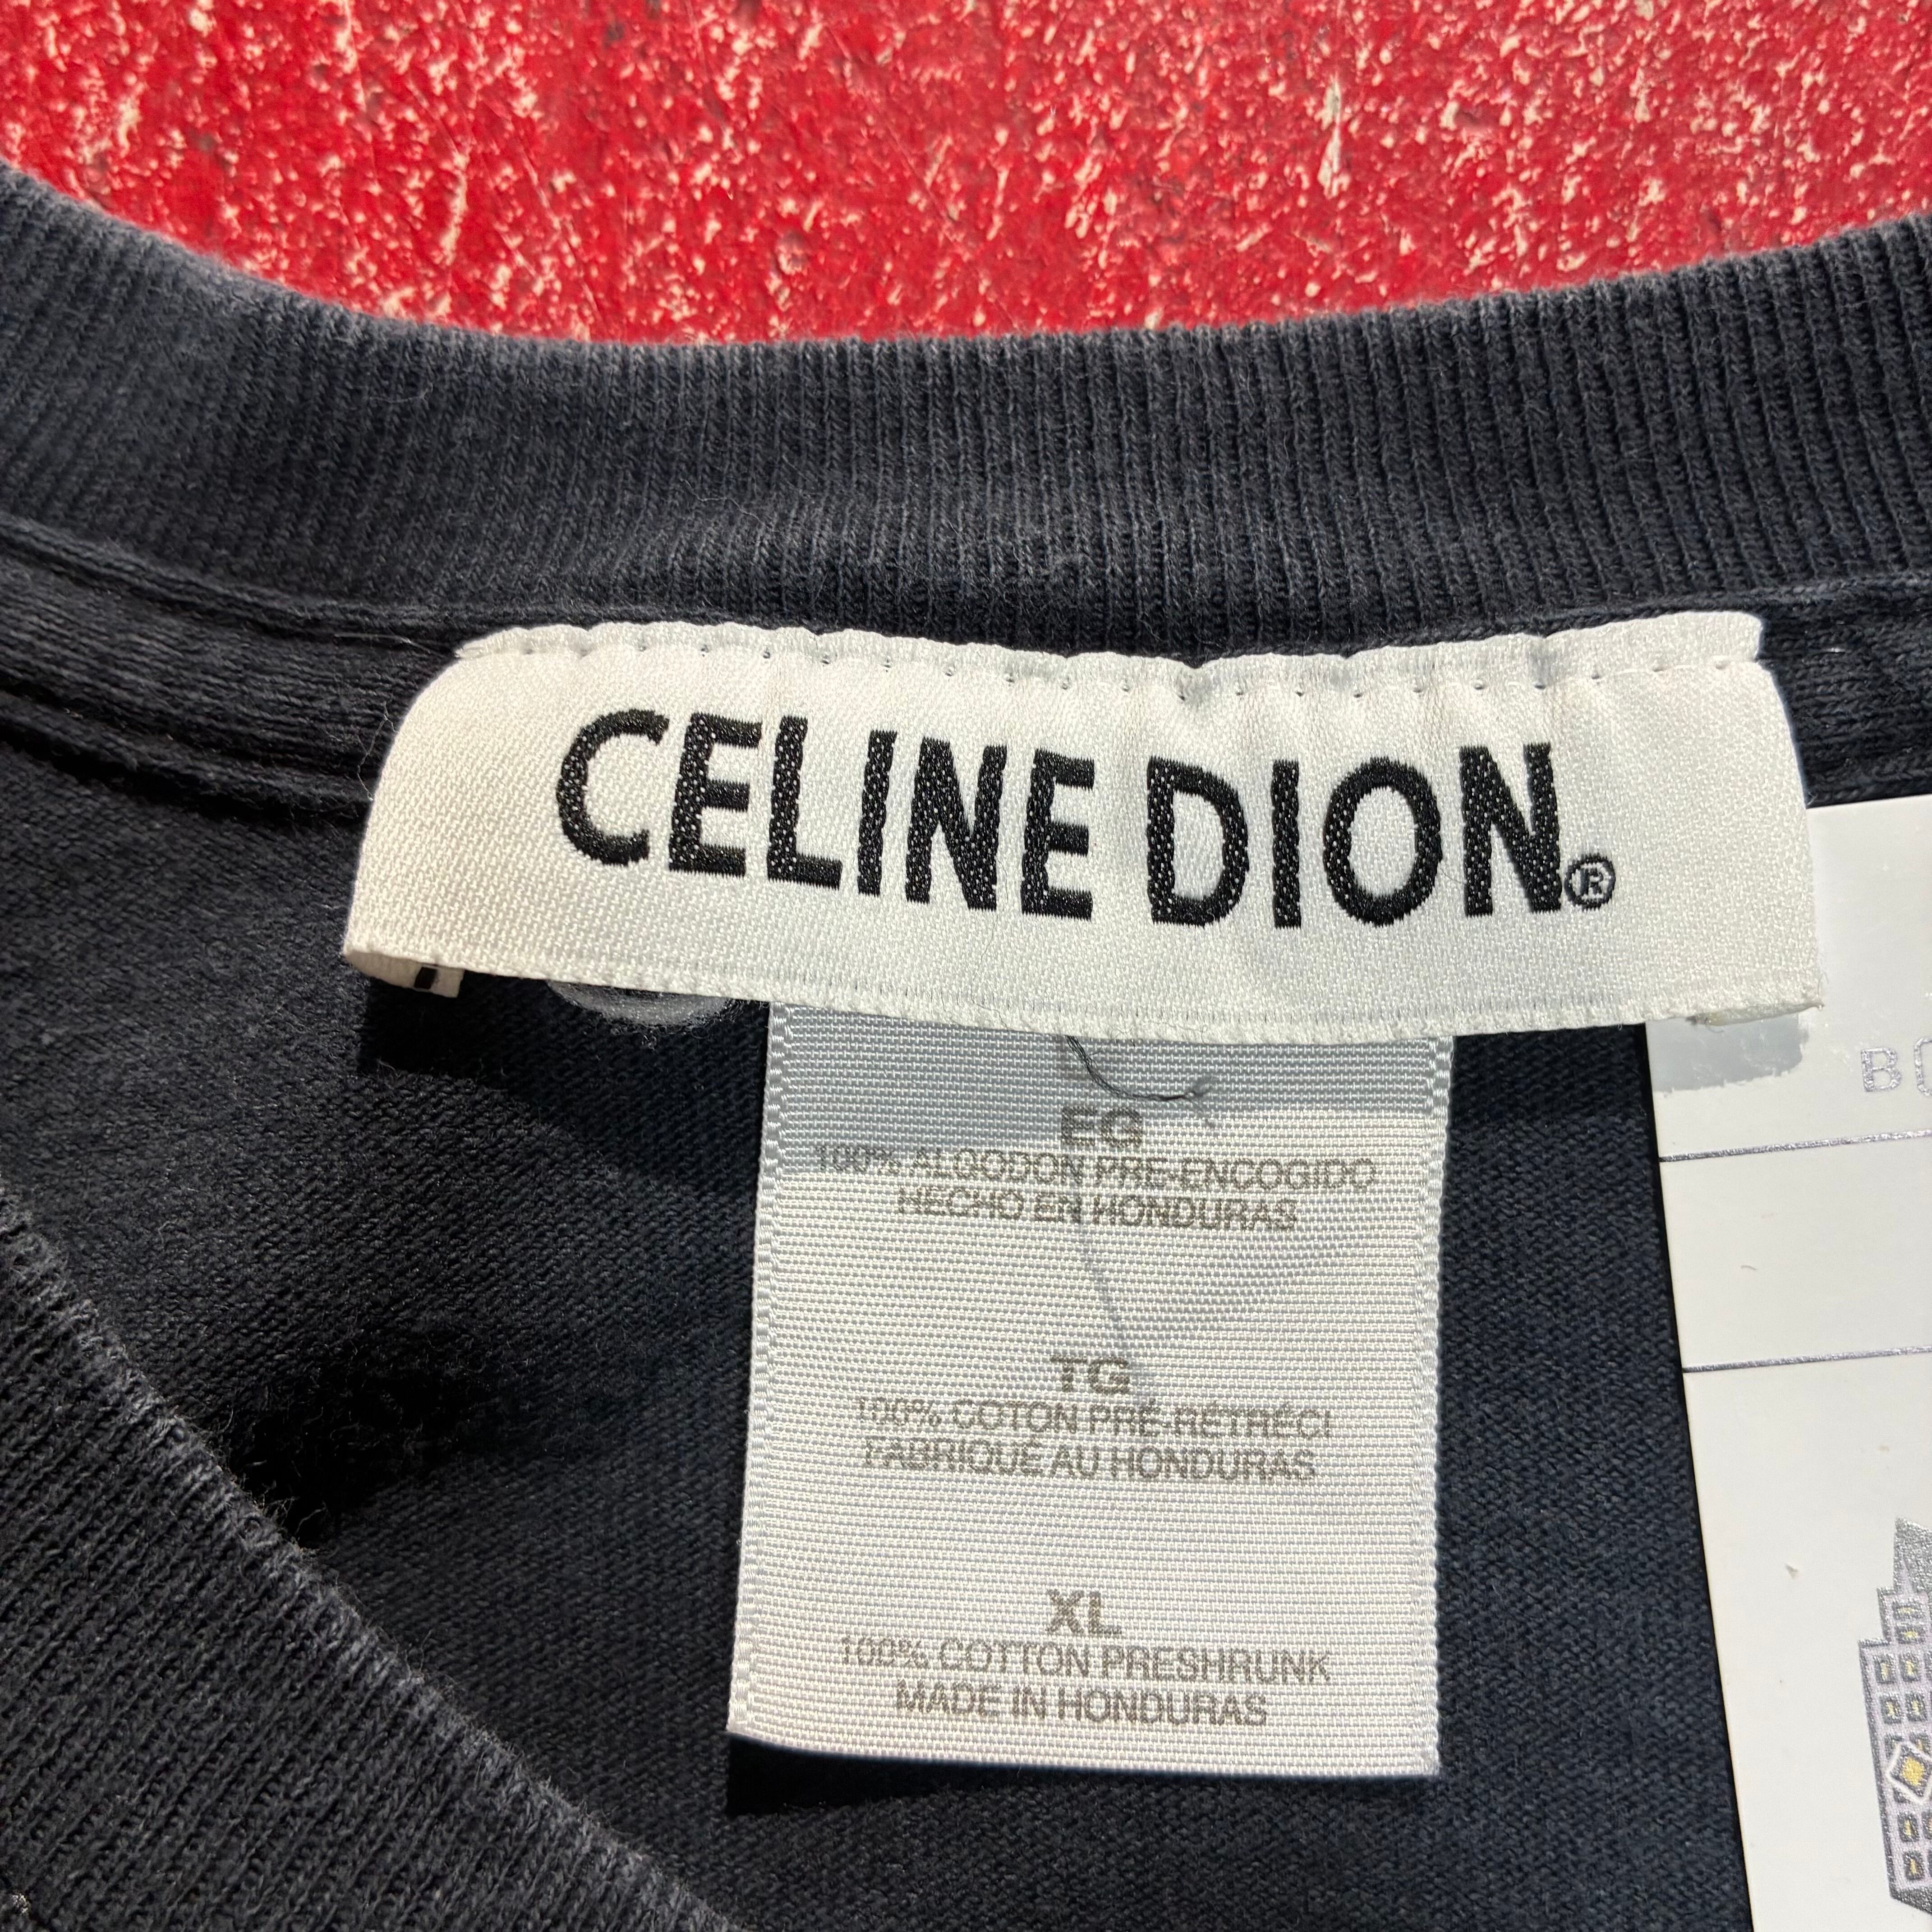 CELINE DION®
EG
100% ALGODON PRE-ENCOGIDO
HECHO EN HONDURAS
TG
100% COTON PRÉ-RÉTRÉCI
FABRIQUÉ AU HONDURAS
XL
100% COTTON PRESHRUNK
MADE IN HONDURAS